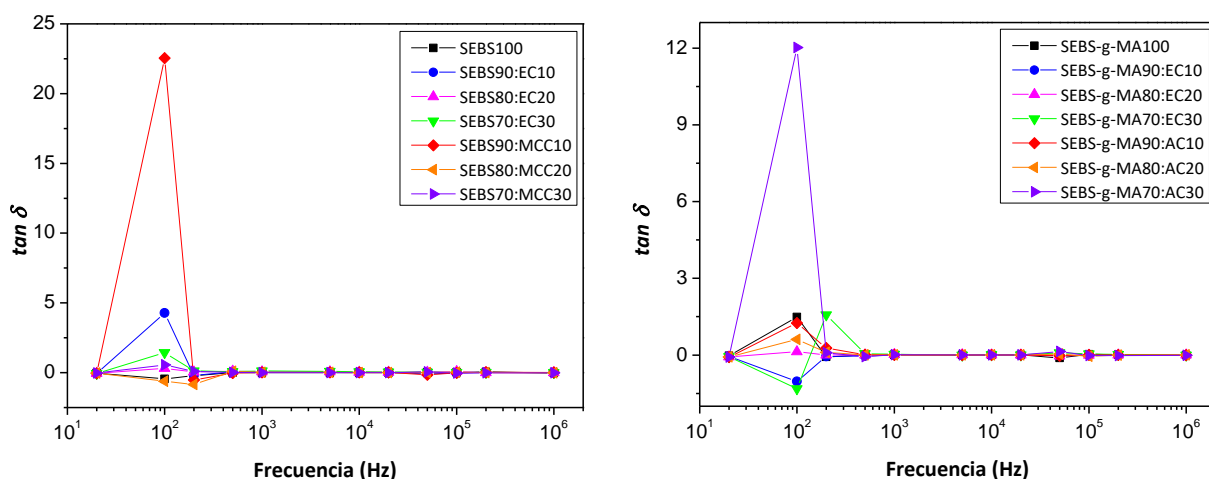 25
20
15
10
5
0
tan δ
SEBS100
SEBS90:EC10
SEBS80:EC20
SEBS70:EC30
SEBS90:MCC10
SEBS80:MCC20
SEBS70:MCC30
10¹ 10² 10³ 10⁴ 10⁵ 10⁶
Frecuencia (Hz)
12
9
6
3
0
tan δ
SEBS-g-MA100
SEBS-g-MA90:EC10
SEBS-g-MA80:EC20
SEBS-g-MA70:EC30
SEBS-g-MA90:AC10
SEBS-g-MA80:AC20
SEBS-g-MA70:AC30
10¹ 10² 10³ 10⁴ 10⁵ 10⁶
Frecuencia (Hz)